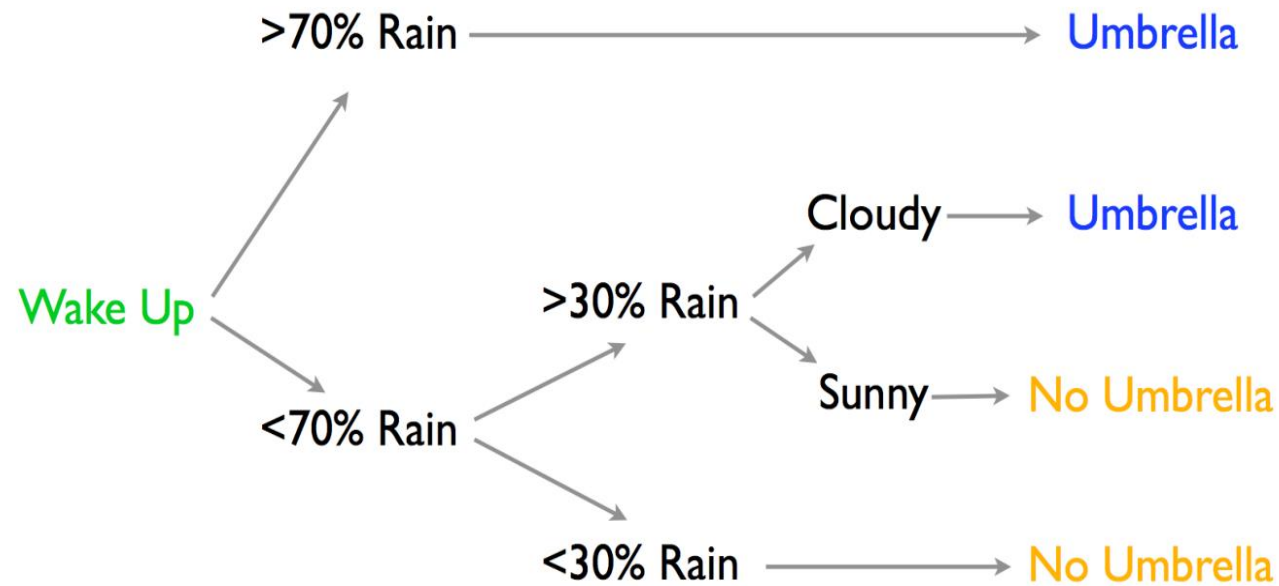 >70% Rain
Umbrella
Cloudy
Umbrella
Wake Up
>30% Rain
Sunny
No Umbrella
<70% Rain
<30% Rain
No Umbrella